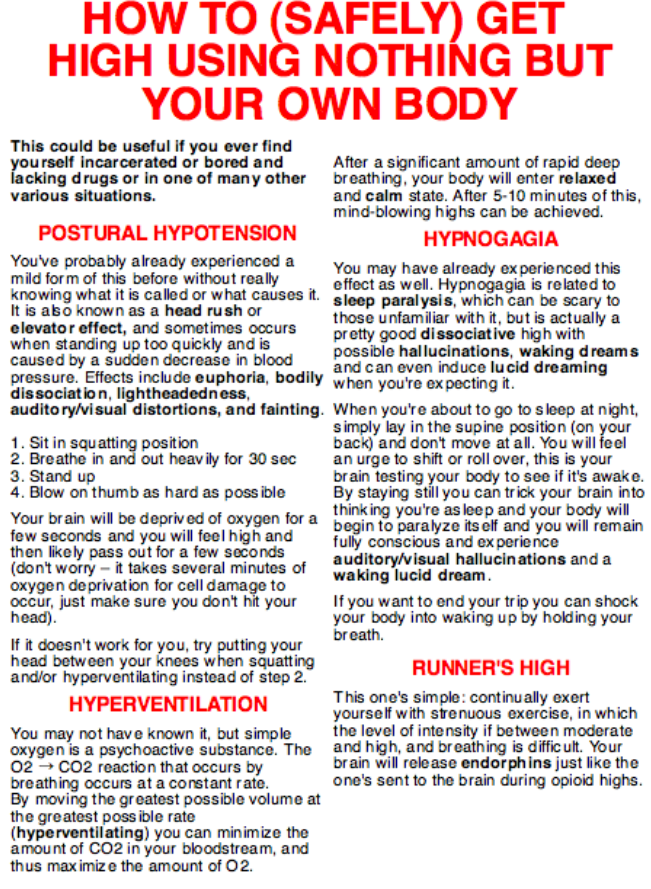 HOW TO (SAFELY) GET
HIGH USING NOTHING BUT
YOUR OWN BODY
This could be useful if you ever find
yourself incarcerated or bored and
lacking drugs or in one of many other
various situations.
POSTURAL HYPOTENSION
You've probably already experienced a
mild form of this before without really
knowing what it is called or what causes it.
It is also known as a head rush or
elevator effect, and sometimes occurs
when standing up too quickly and is
caused by a sudden decrease in blood
pressure. Effects include euphoria, bodily
dissociation, lightheadedness,
auditory/visual distortions, and fainting.
1. Sit in squatting position
2. Breathe in and out heavily for 30 sec
3. Stand up
4. Blow on thumb as hard as possible
Your brain will be deprived of oxygen for a
few seconds and you will feel high and
then likely pass out for a few seconds
(don't worry – it takes several minutes of
oxygen deprivation for cell damage to
occur, just make sure you don't hit your
head).
If it doesn't work for you, try putting your
head between your knees when squatting
and/or hyperventilating instead of step 2.
HYPERVENTILATION
You may not have known it, but simple
oxygen is a psychoactive substance. The
O2 → CO2 reaction that occurs by
breathing occurs at a constant rate.
By moving the greatest possible volume at
the greatest possible rate
(hyperventilating) you can minimize the
amount of CO2 in your bloodstream, and
thus maximize the amount of O2.
After a significant amount of rapid deep
breathing, your body will enter relaxed
and calm state. After 5-10 minutes of this,
mind-blowing highs can be achieved.
HYPNOGAGIA
You may have already experienced this
effect as well. Hypnogagia is related to
sleep paralysis, which can be scary to
those unfamiliar with it, but is actually a
pretty good dissociative high with
possible hallucinations, waking dreams
and can even induce lucid dreaming
when you're expecting it.
When you're about to go to sleep at night,
simply lay in the supine position (on your
back) and don't move at all. You will feel
an urge to shift or roll over, this is your
brain testing your body to see if it's awake.
By staying still you can trick your brain into
thinking you're asleep and your body will
begin to paralyze itself and you will remain
fully conscious and experience
auditory/visual hallucinations and a
waking lucid dream.
If you want to end your trip you can shock
your body into waking up by holding your
breath.
RUNNER'S HIGH
This one's simple: continually exert
yourself with strenuous exercise, in which
the level of intensity if between moderate
and high, and breathing is difficult. Your
brain will release endorphins just like the
one's sent to the brain during opioid highs.